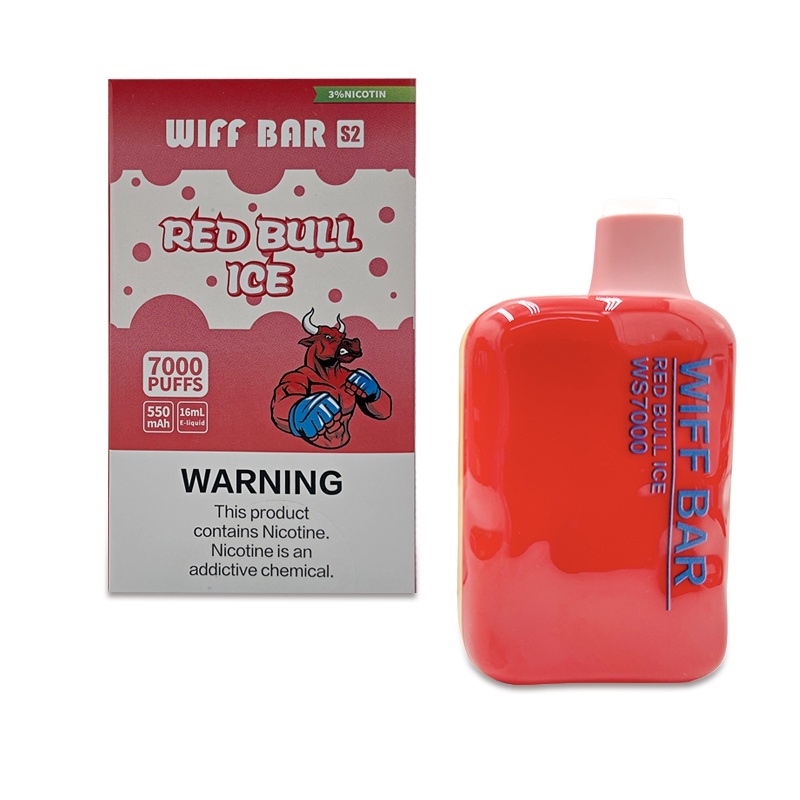 3%NICOTIN
WIFF BAR S2
RED BULL
ICE
7000
PUFFS
550
mAh
16mL
E-liquid
WARNING
This product
contains Nicotine.
Nicotine is an
addictive chemical.
WIFF BAR
RED BULL ICE
WS7000